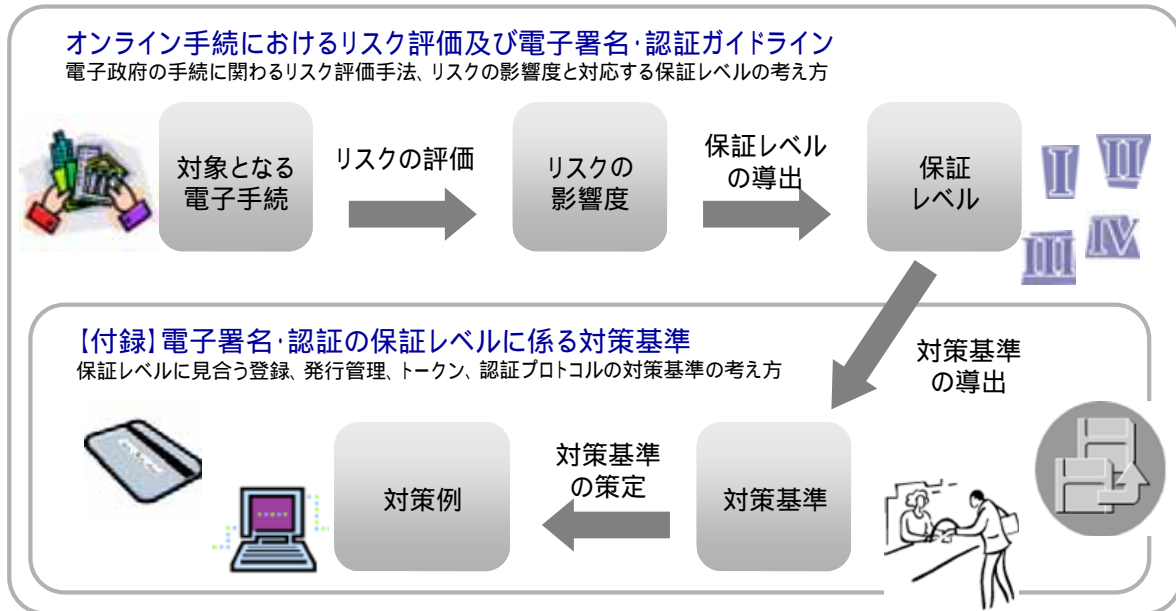 オンライン手続におけるリスク評価及び電子署名・認証ガイドライン
電子政府の手続に関わるリスク評価手法、リスクの影響度と対応する保証レベルの考え方
対象となる
電子手続
リスクの評価
リスクの
影響度
保証レベル
の導出
保証
レベル
I
II
III
IV
【付録】電子署名・認証の保証レベルに係る対策基準
保証レベルに見合う登録、発行管理、トークン、認証プロトコルの対策基準の考え方
対策基準
の導出
対策例
対策基準
の策定
対策基準